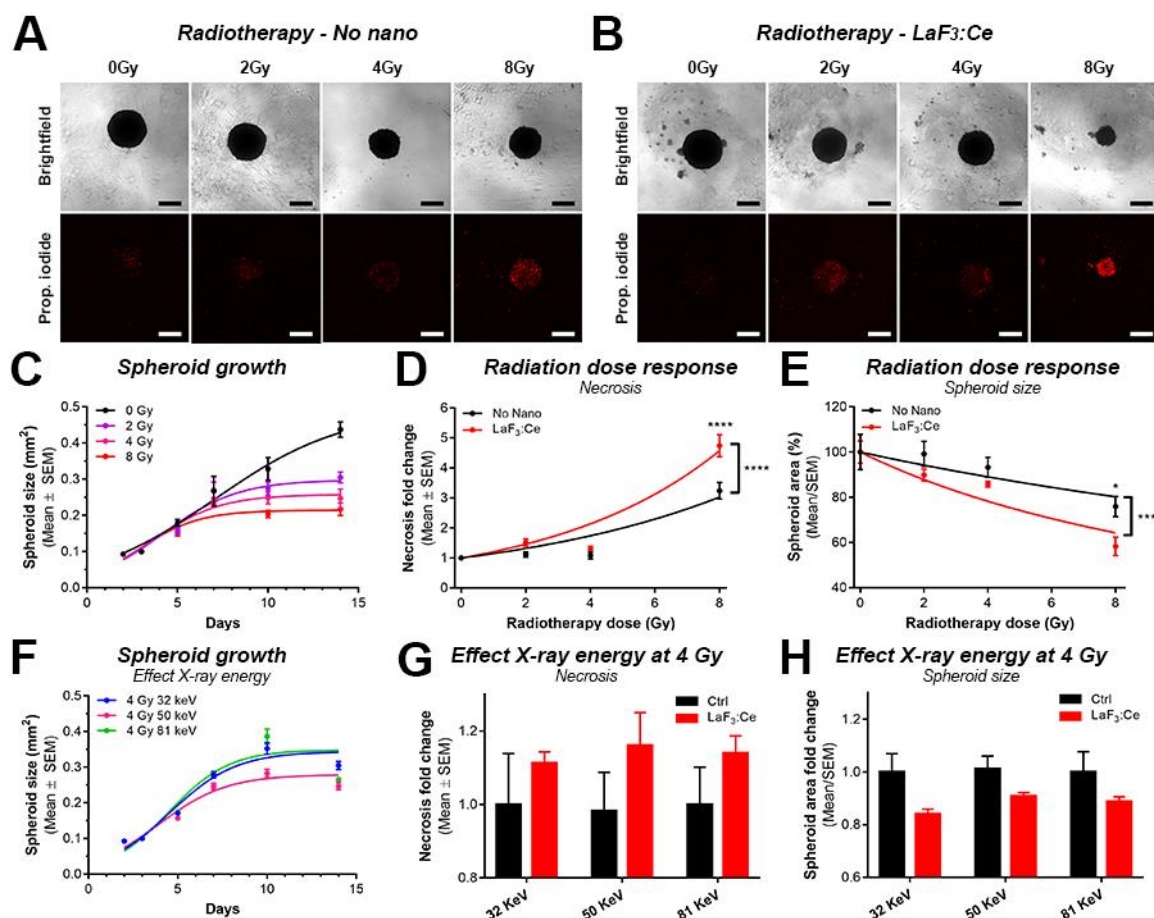 A
Radiotherapy - No nano
0Gy 2Gy 4Gy 8Gy
Brightfield
Prop. iodide
B
Radiotherapy - LaF3:Ce
0Gy 2Gy 4Gy 8Gy
Brightfield
Prop. iodide
C
Spheroid growth
Spheroid size (mm²)
(Mean ± SEM)
0.5
0.4
0.3
0.2
0.1
0.0
0 Gy
2 Gy
4 Gy
8 Gy
0 5 10 15
Days
D
Radiation dose response
Necrosis
Necrosis fold change
(Mean ± SEM)
5
4
3
2
1
0
No Nano
LaF₃:Ce
****
****
0 2 4 6 8
Radiotherapy dose (Gy)
E
Radiation dose response
Spheroid size
Spheroid area (%)
(Mean/SEM)
120
100
80
60
40
No Nano
LaF₃:Ce
*
***
0 2 4 6 8
Radiotherapy dose (Gy)
F
Spheroid growth
Effect X-ray energy
Spheroid size (mm²)
(Mean ± SEM)
0.5
0.4
0.3
0.2
0.1
0.0
4 Gy 32 keV
4 Gy 50 keV
4 Gy 81 keV
0 5 10 15
Days
G
Effect X-ray energy at 4 Gy
Necrosis
Necrosis fold change
(Mean ± SEM)
1.2
1.0
0.8
Ctrl
LaF₃:Ce
32 KeV 50 KeV 81 KeV
H
Effect X-ray energy at 4 Gy
Spheroid size
Spheroid area fold change
(Mean/SEM)
1.2
1.0
0.8
0.6
Ctrl
LaF₃:Ce
32 KeV 50 KeV 81 KeV